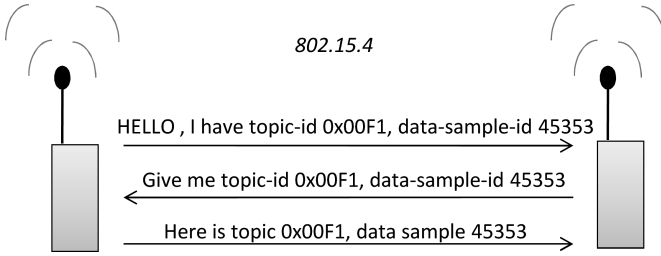 802.15.4
HELLO , I have topic-id 0x00F1, data-sample-id 45353
Give me topic-id 0x00F1, data-sample-id 45353
Here is topic 0x00F1, data sample 45353